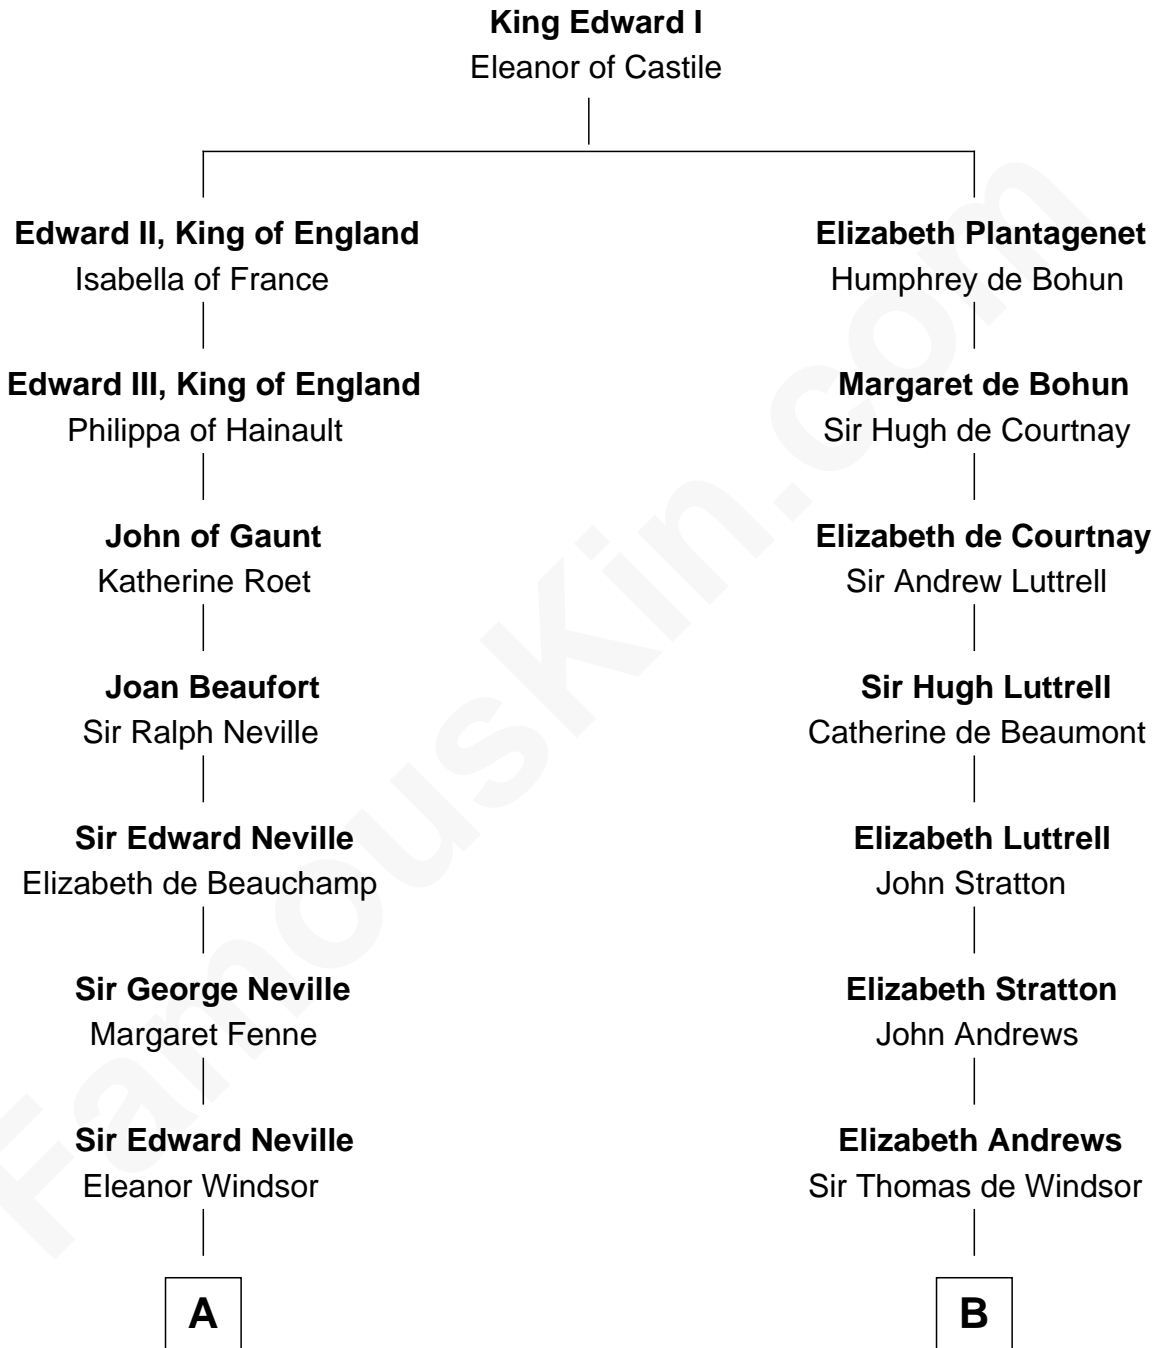 King Edward I
Eleanor of Castile
Edward II, King of England
Isabella of France
Elizabeth Plantagenet
Humphrey de Bohun
Edward III, King of England
Philippa of Hainault
Margaret de Bohun
Sir Hugh de Courtnay
John of Gaunt
Katherine Roet
Elizabeth de Courtnay
Sir Andrew Luttrell
Joan Beaufort
Sir Ralph Neville
Sir Hugh Luttrell
Catherine de Beaumont
Sir Edward Neville
Elizabeth de Beauchamp
Elizabeth Luttrell
John Stratton
Sir George Neville
Margaret Fenne
Elizabeth Stratton
John Andrews
Sir Edward Neville
Eleanor Windsor
Elizabeth Andrews
Sir Thomas de Windsor
A
B
FamousKin.com